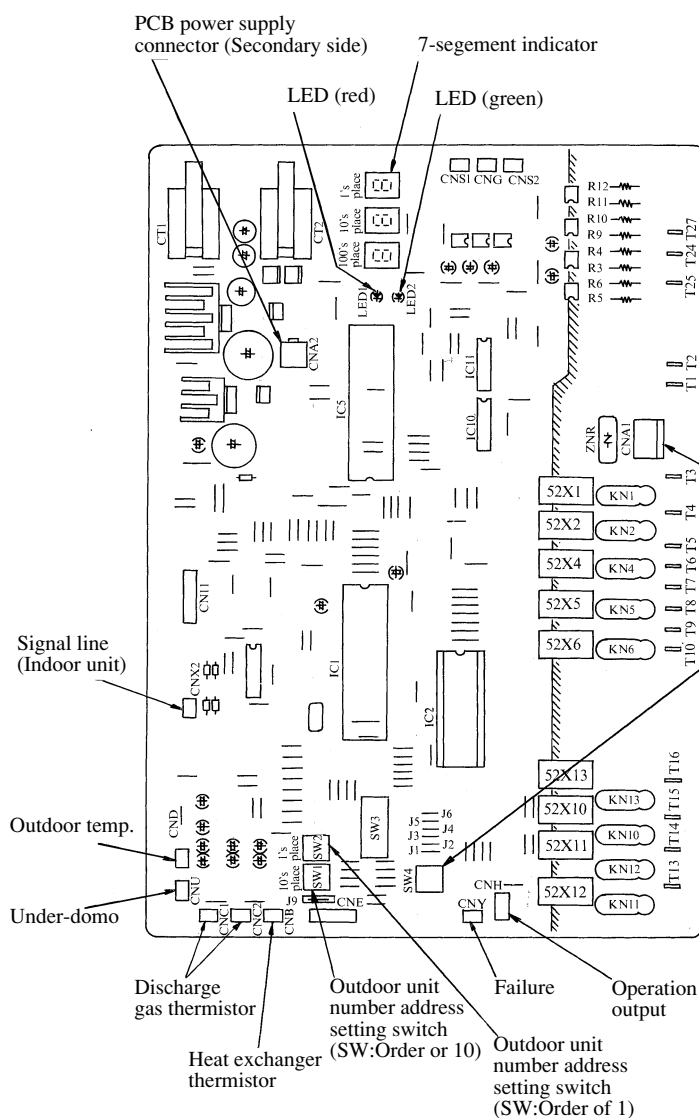 PCB power supply
connector (Secondary side)
7-segement indicator
LED (red)
LED (green)
CNS1
CNG
CNS2
1's
place
10's
place
100's
place
CT1
CT2
R12
R11
R10
R9
R4
R3
R6
R5
T27
T24
T25
LED1
LED2
CNA2
IC5
IC11
IC10
T2
T1
ZNR
CNA1
T3
T4
T5
T6
T7
T8
T9
T10
52X1
KN1
52X2
KN2
52X4
KN4
52X5
KN5
52X6
KN6
CNI1
Signal line
(Indoor unit)
CNX2
IC1
IC2
52X13
KN13
52X10
KN10
52X11
KN12
52X12
KN11
T16
T15
T14
T13
Outdoor temp.
CND
Under-domo
CNU
1's
place
SW2
10's
place
SW1
SW3
J5
J6
J3
J4
J1
J2
SW4
CNH
CNY
J9
CNE
CNC1
CNC2
CNB
Discharge
gas thermistor
Heat exchanger
thermistor
Outdoor unit
number address
setting switch
(SW:Order or 10)
Outdoor unit
number address
setting switch
(SW:Order of 1)
Failure
Operation
output